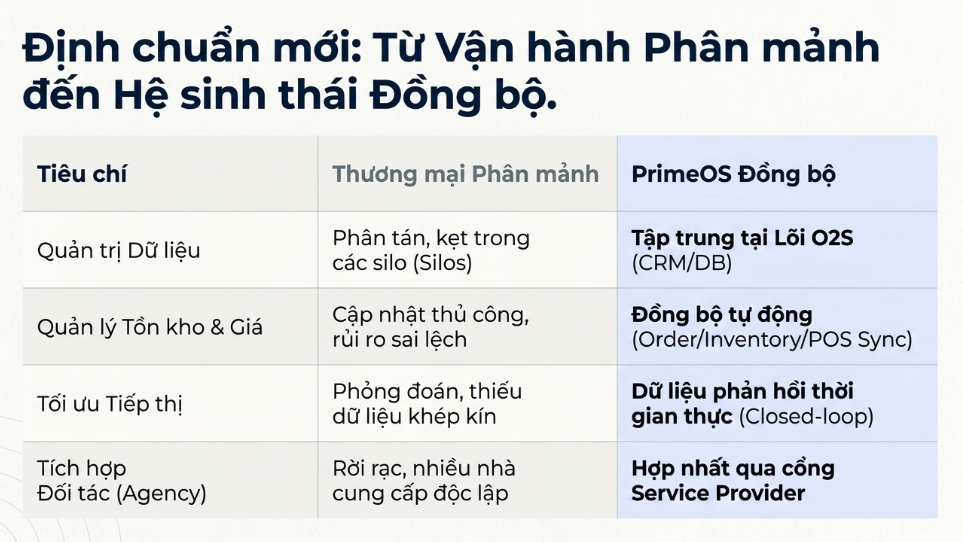 Định chuẩn mới: Từ Vận hành Phân mảnh
đến Hệ sinh thái Đồng bộ.
Tiêu chí
Thương mại Phân mảnh
PrimeOS Đồng bộ
Quản trị Dữ liệu
Phân tán, kẹt trong
các silo (Silos)
Tập trung tại Lõi O2S
(CRM/DB)
Quản lý Tồn kho & Giá
Cập nhật thủ công,
rủi ro sai lệch
Đồng bộ tự động
(Order/Inventory/POS Sync)
Tối ưu Tiếp thị
Phỏng đoán, thiếu
dữ liệu khép kín
Dữ liệu phản hồi thời
gian thực (Closed-loop)
Tích hợp
Đối tác (Agency)
Rời rạc, nhiều nhà
cung cấp độc lập
Hợp nhất qua cổng
Service Provider